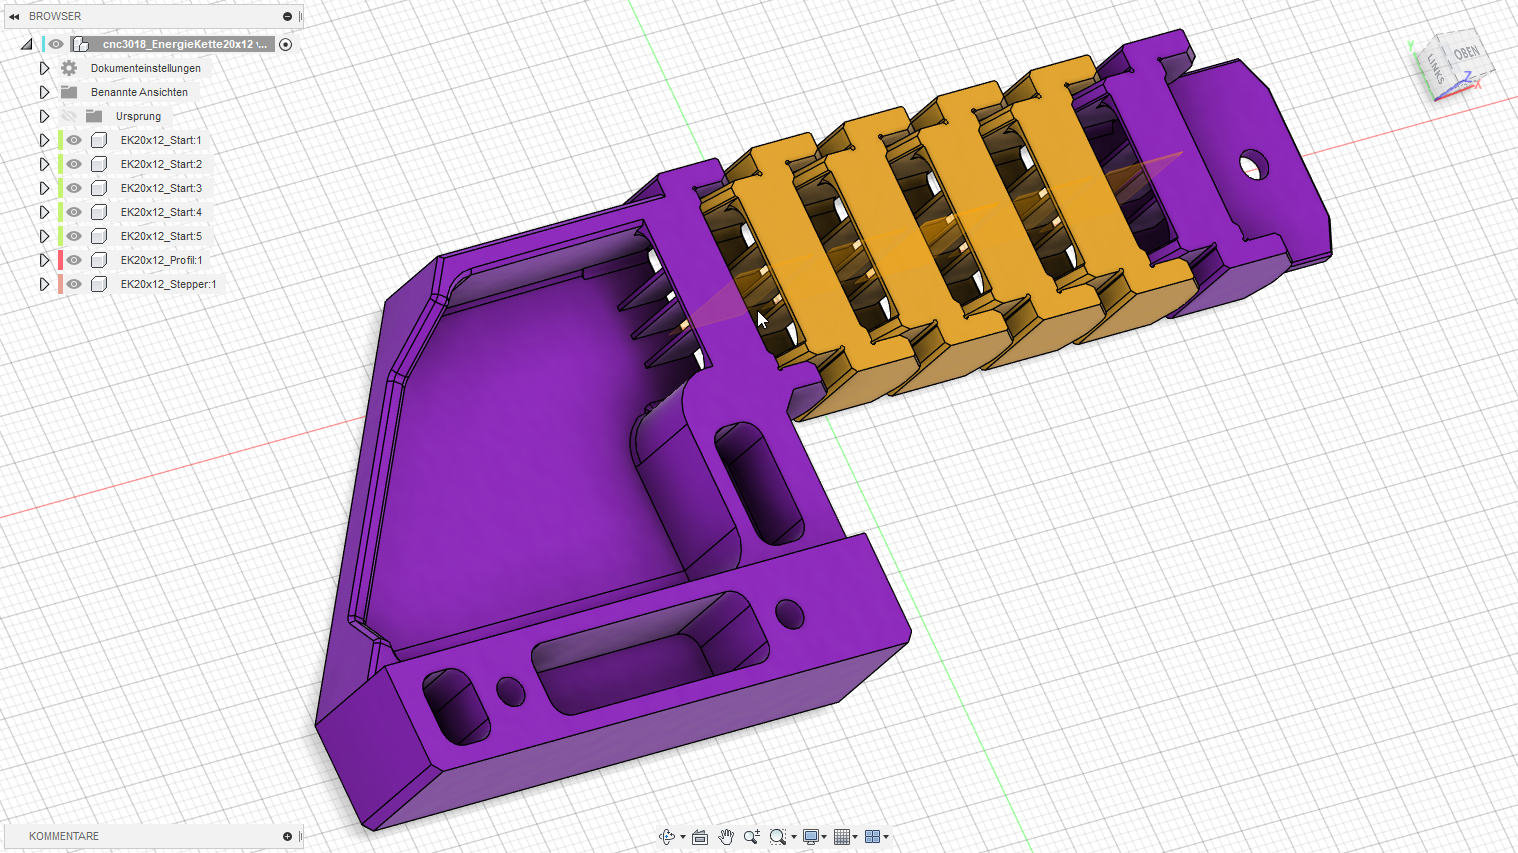 BROWSER
cnc3018_EnergieKette20x12 v...
Dokumenteinstellungen
Benannte Ansichten
Ursprung
EK20x12_Start:1
EK20x12_Start:2
EK20x12_Start:3
EK20x12_Start:4
EK20x12_Start:5
EK20x12_Profil:1
EK20x12_Stepper:1
KOMMENTARE
Y
LINKS
OBEN
Z
X